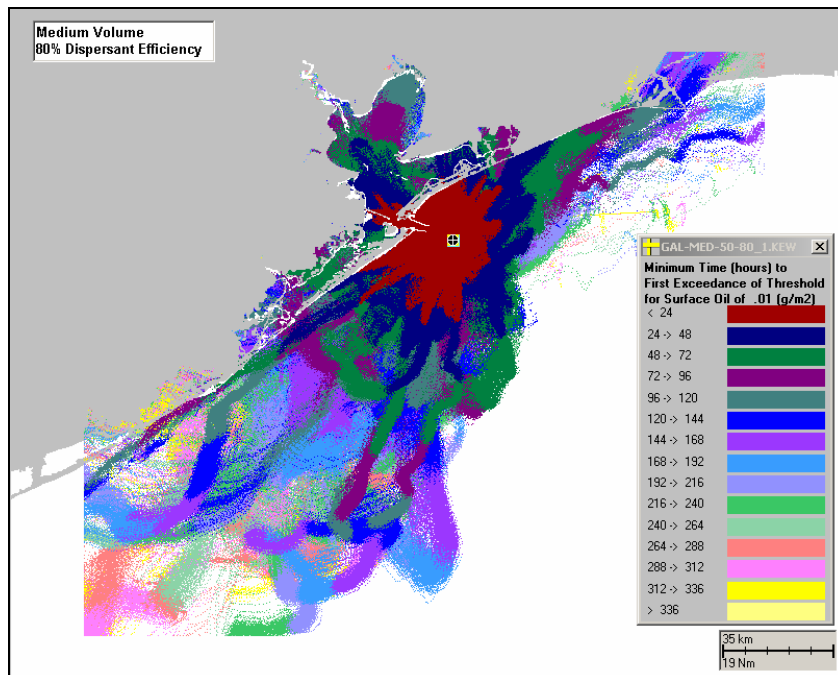 Medium Volume
80% Dispersant Efficiency
GAL-MED-50-80_1.KEW
Minimum Time (hours) to
First Exceedance of Threshold
for Surface Oil of .01 (g/m2)
< 24
24 -> 48
48 -> 72
72 -> 96
96 -> 120
120 -> 144
144 -> 168
168 -> 192
192 -> 216
216 -> 240
240 -> 264
264 -> 288
288 -> 312
312 -> 336
> 336
35 km
19 Nm